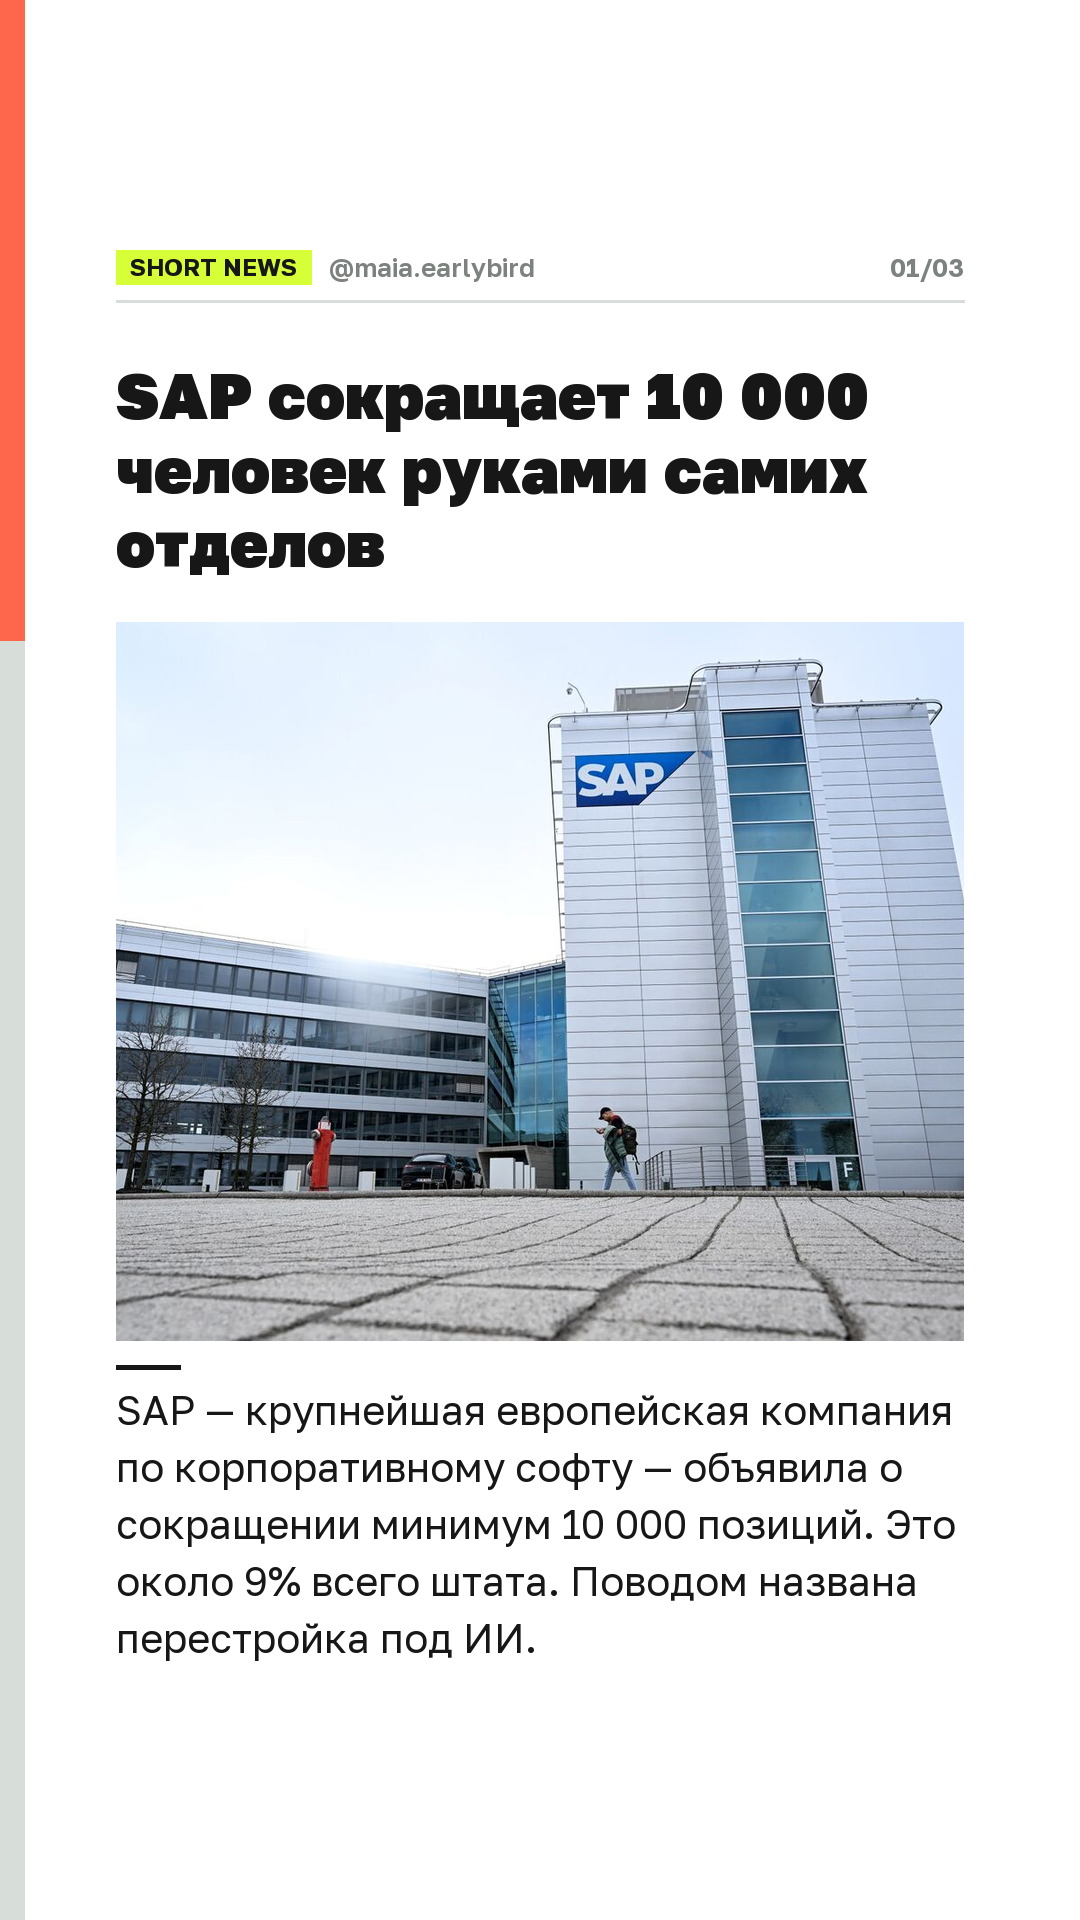 SHORT NEWS @maia.earlybird 01/03
SAP сокращает 10 000
человек руками самих
отделов
SAP
F
SAP — крупнейшая европейская компания
по корпоративному софту — объявила о
сокращении минимум 10 000 позиций. Это
около 9% всего штата. Поводом названа
перестройка под ИИ.